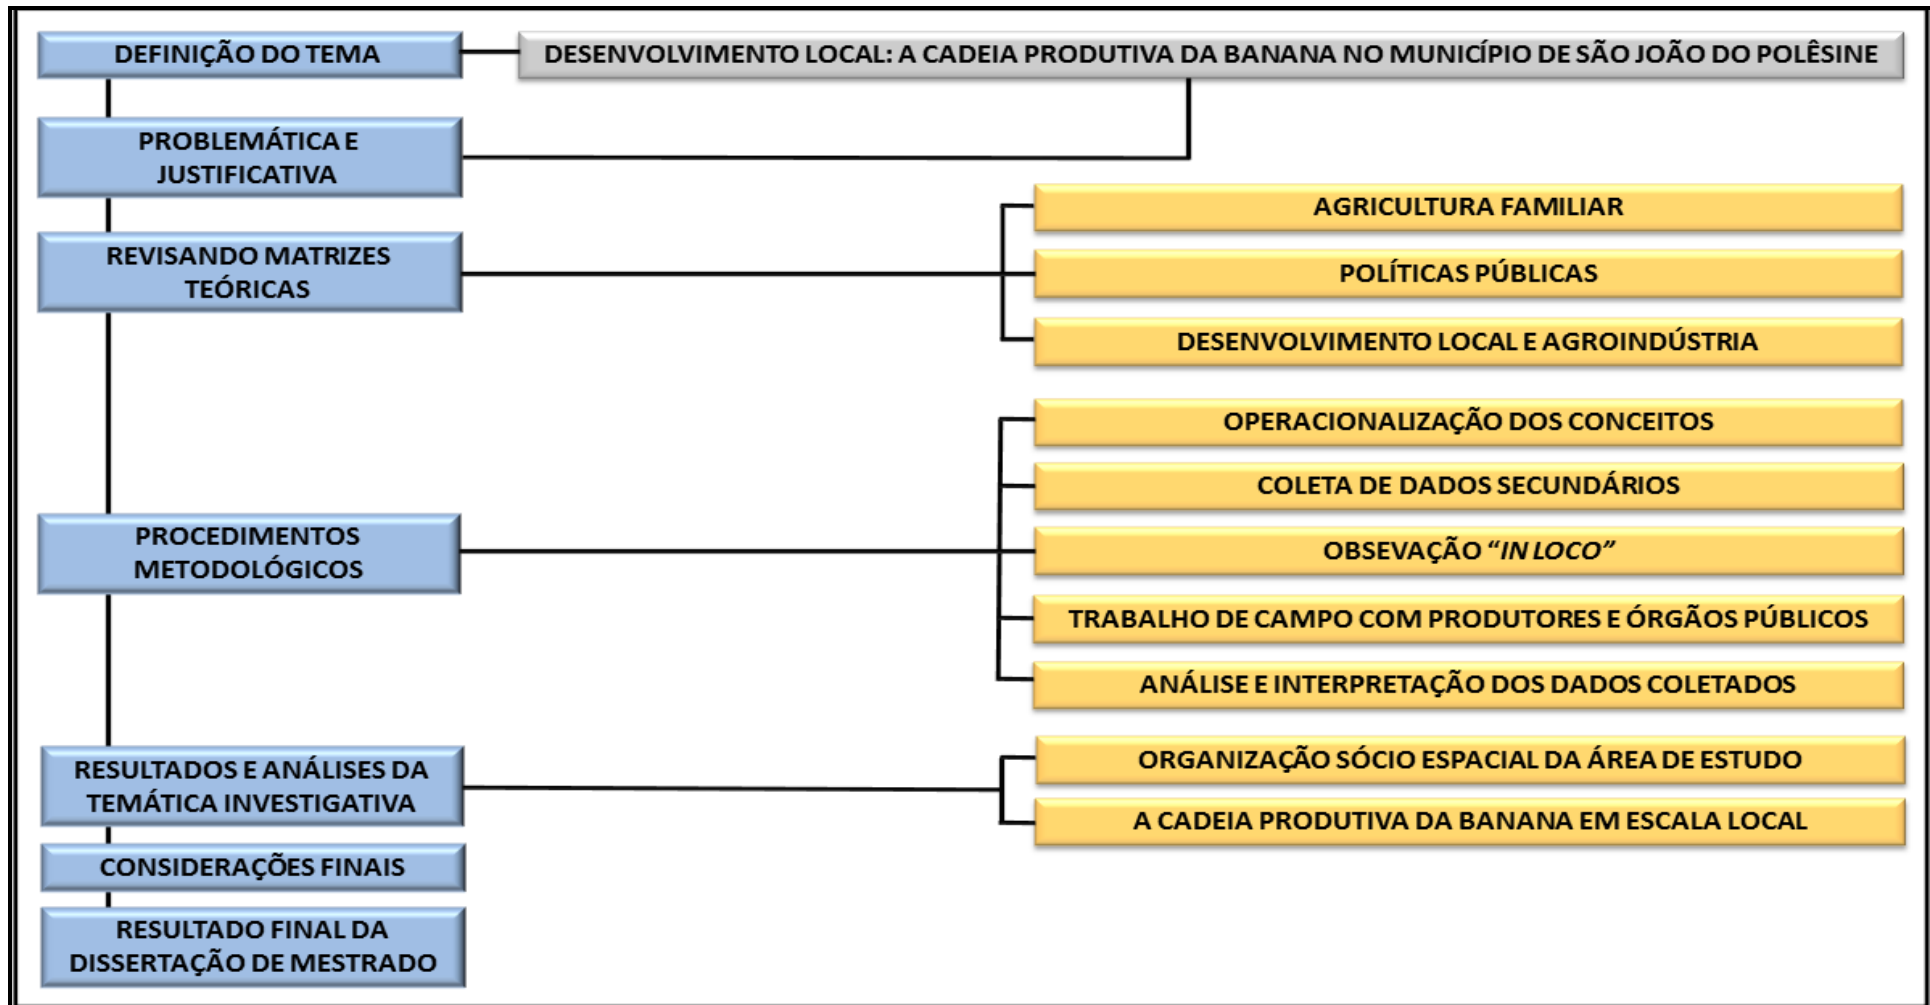 DEFINIÇÃO DO TEMA
DESENVOLVIMENTO LOCAL: A CADEIA PRODUTIVA DA BANANA NO MUNICÍPIO DE SÃO JOÃO DO POLÊSINE
PROBLEMÁTICA E
JUSTIFICATIVA
REVISANDO MATRIZES
TEÓRICAS
AGRICULTURA FAMILIAR
POLÍTICAS PÚBLICAS
DESENVOLVIMENTO LOCAL E AGROINDÚSTRIA
PROCEDIMENTOS
METODOLÓGICOS
OPERACIONALIZAÇÃO DOS CONCEITOS
COLETA DE DADOS SECUNDÁRIOS
OBSEVAÇÃO “IN LOCO”
TRABALHO DE CAMPO COM PRODUTORES E ÓRGÃOS PÚBLICOS
ANÁLISE E INTERPRETAÇÃO DOS DADOS COLETADOS
RESULTADOS E ANÁLISES DA
TEMÁTICA INVESTIGATIVA
ORGANIZAÇÃO SÓCIO ESPACIAL DA ÁREA DE ESTUDO
A CADEIA PRODUTIVA DA BANANA EM ESCALA LOCAL
CONSIDERAÇÕES FINAIS
RESULTADO FINAL DA
DISSERTAÇÃO DE MESTRADO